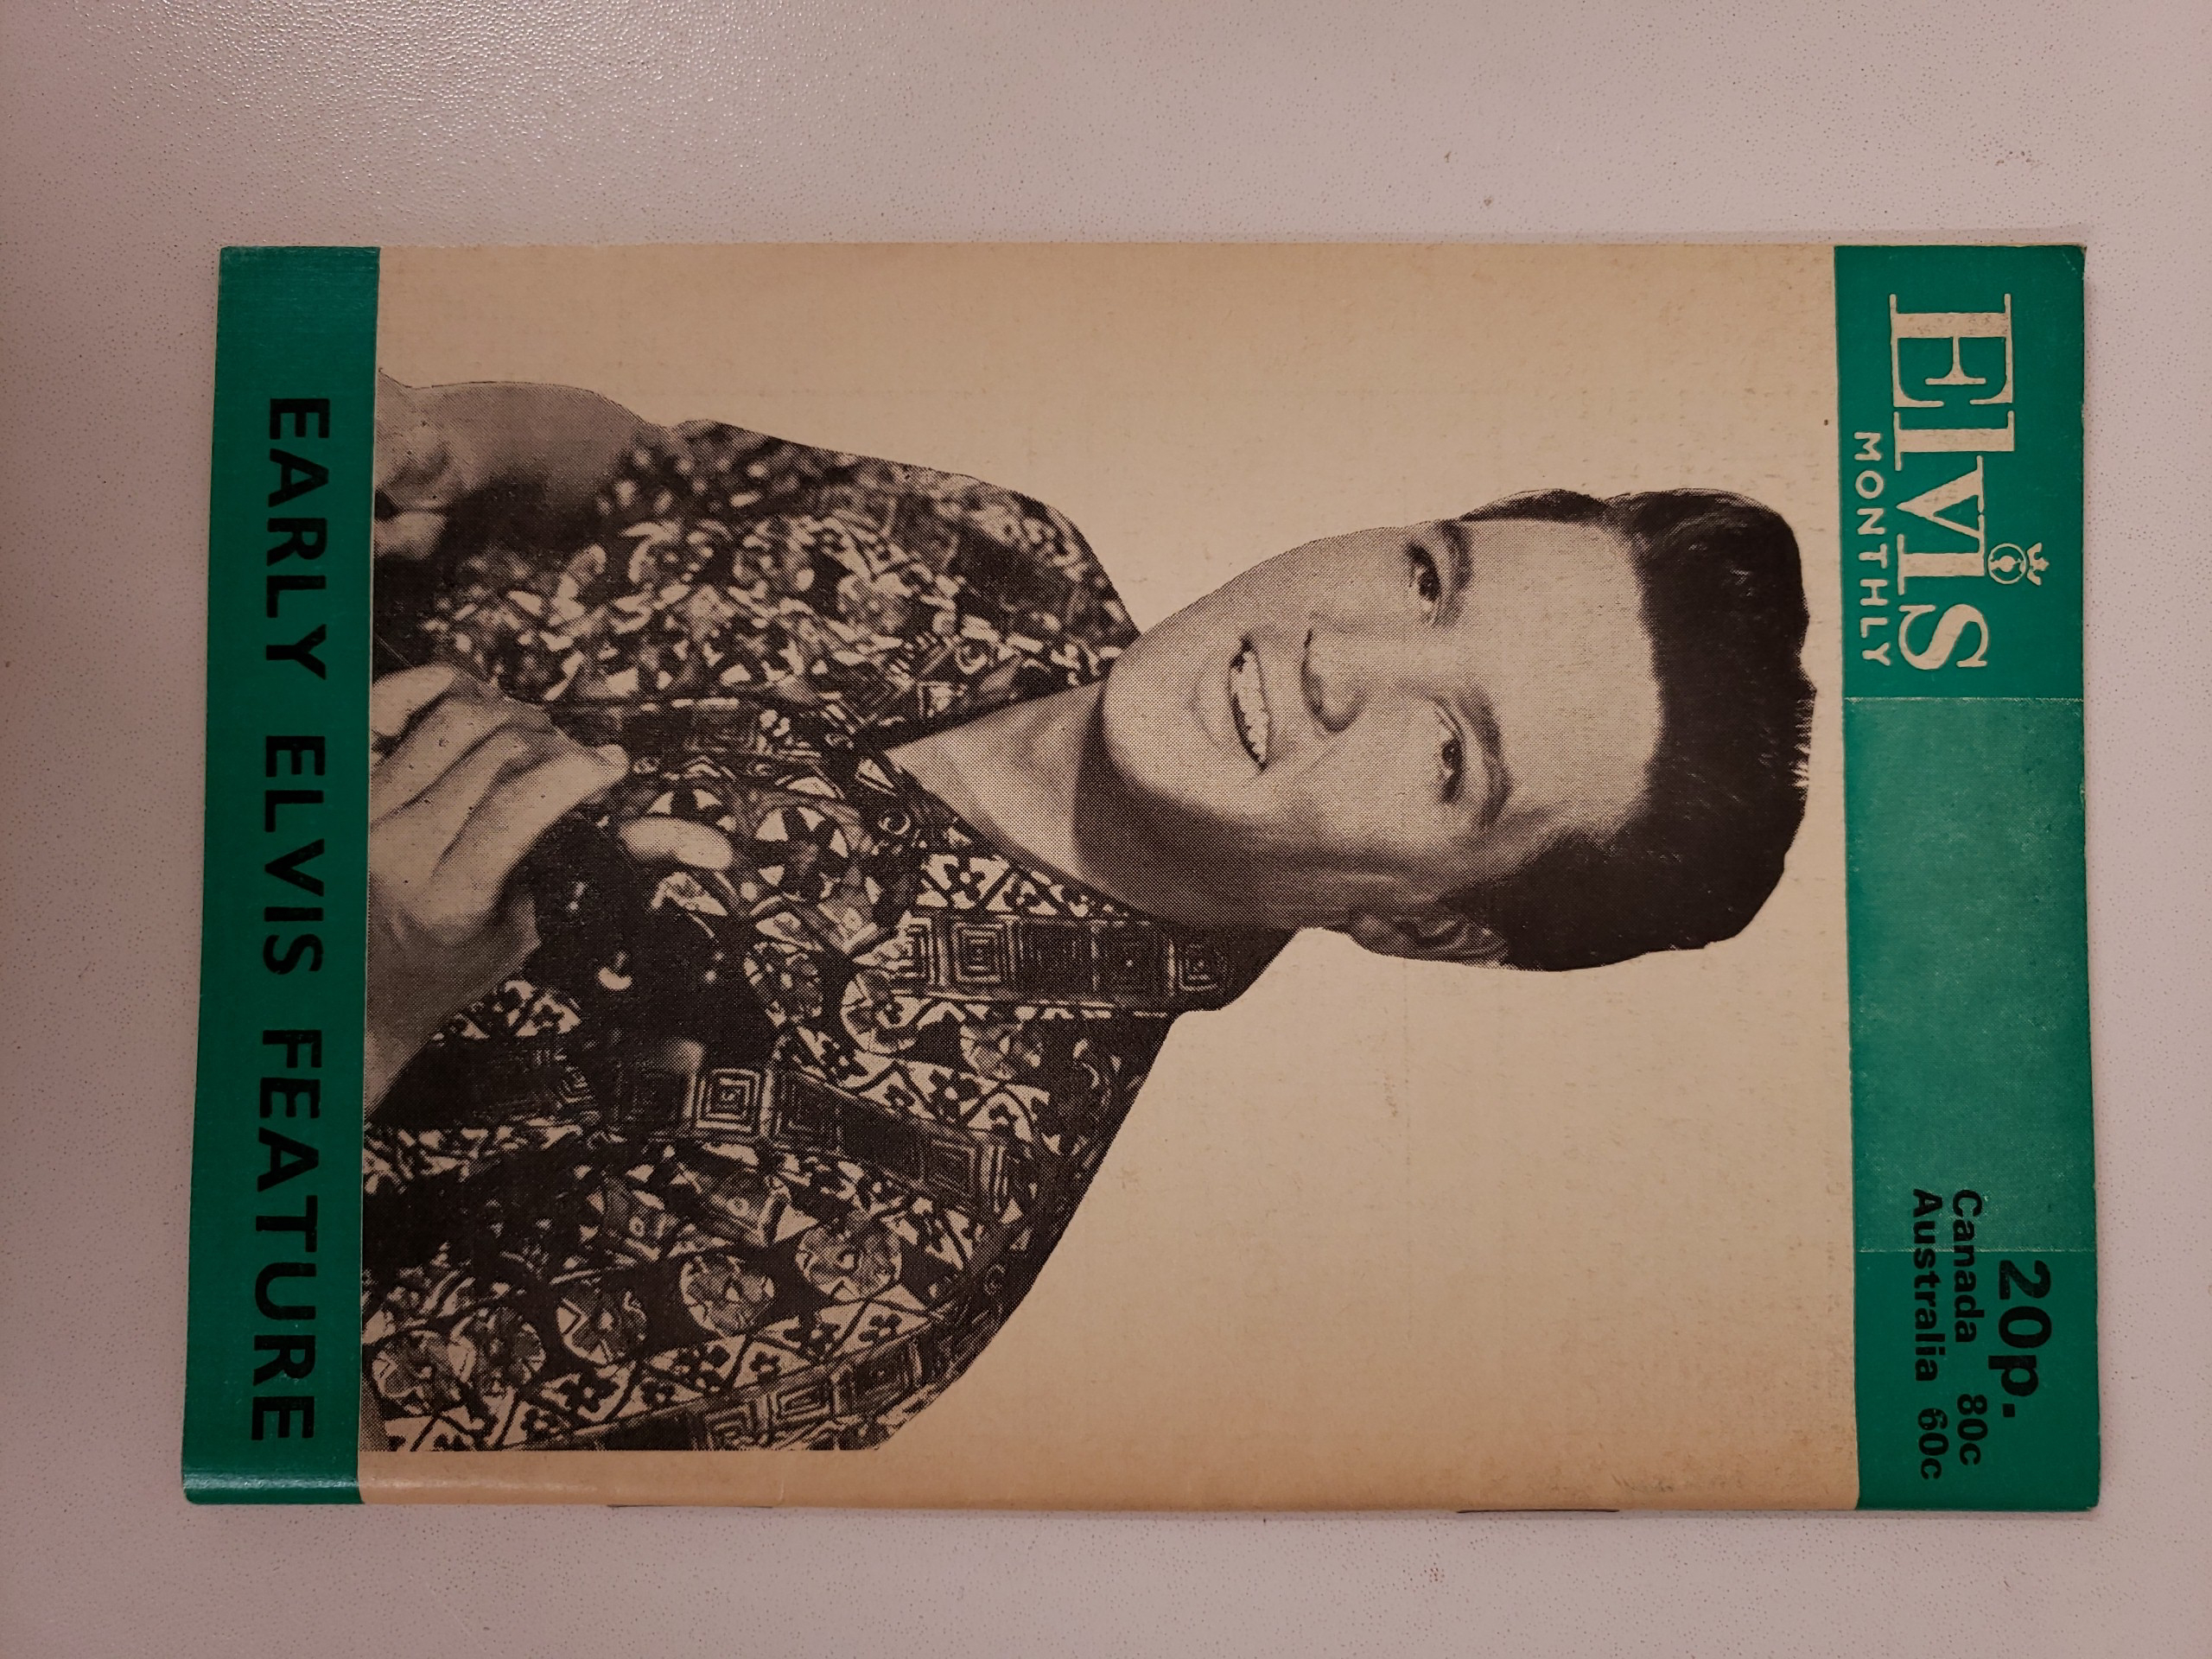 Elvis
MONTHLY
20p.
Canada 80c
Australia 60c
EARLY ELVIS FEATURE